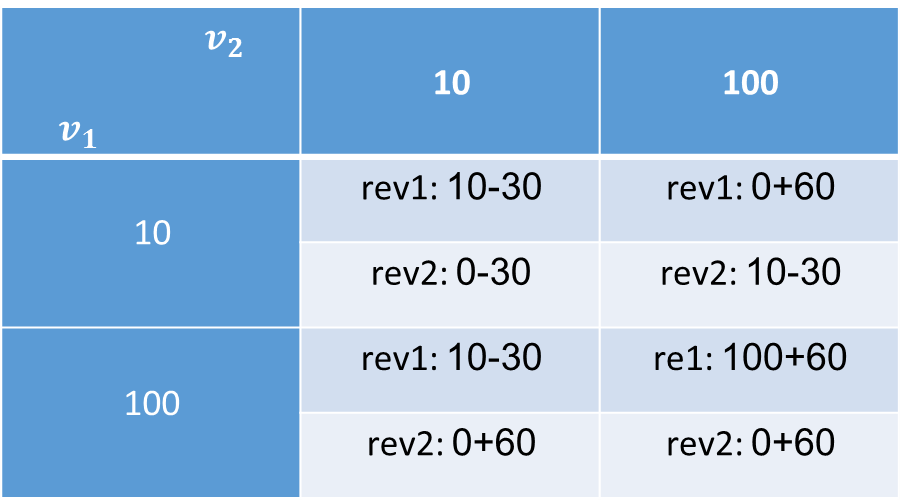 v₂
10
100
v₁
10
rev1: 10-30
rev1: 0+60
rev2: 0-30
rev2: 10-30
100
rev1: 10-30
re1: 100+60
rev2: 0+60
rev2: 0+60